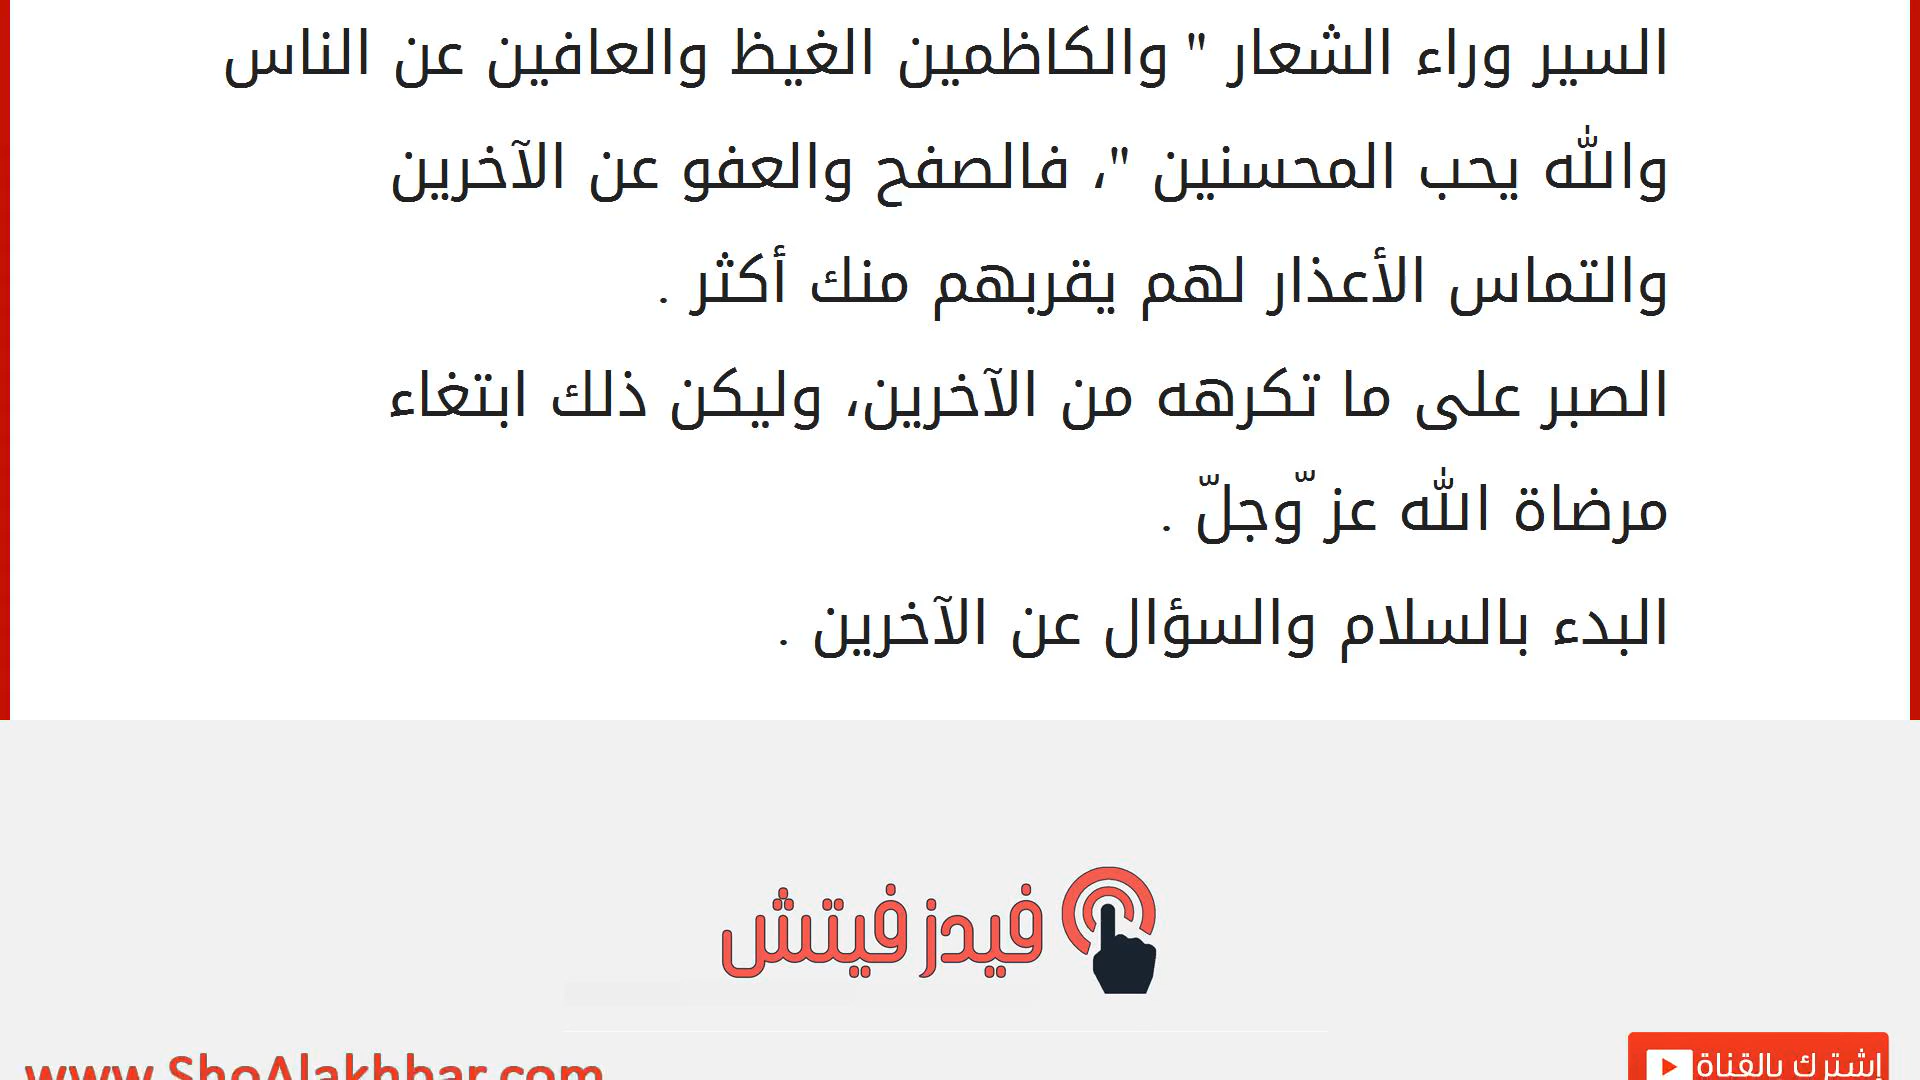 السير وراء الشعار " والكاظمين الغيظ والعافين عن الناس
والله يحب المحسنين "، فالصفح والعفو عن الآخرين
والتماس الأعذار لهم يقربهم منك أكثر .
الصبر على ما تكرهه من الآخرين، وليكن ذلك ابتغاء
مرضاة الله عز ّوجلّ .
البدء بالسلام والسؤال عن الآخرين .
فيدز فيتش
www.ShoAlakhbar.com
إشترك بالقناة